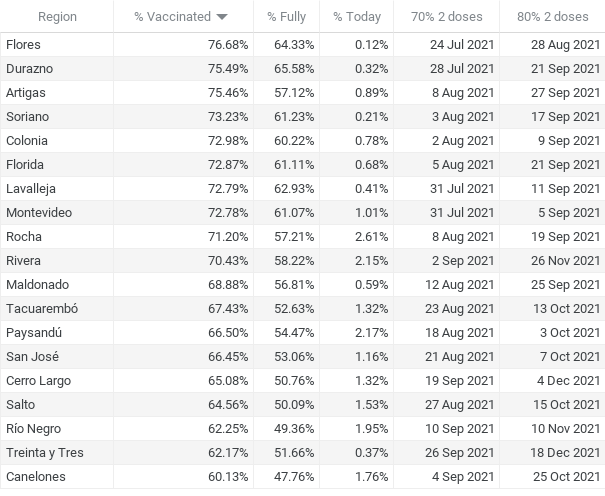 Region % Vaccinated % Fully % Today 70% 2 doses 80% 2 doses
Flores 76.68% 64.33% 0.12% 24 Jul 2021 28 Aug 2021
Durazno 75.49% 65.58% 0.32% 28 Jul 2021 21 Sep 2021
Artigas 75.46% 57.12% 0.89% 8 Aug 2021 27 Sep 2021
Soriano 73.23% 61.23% 0.21% 3 Aug 2021 17 Sep 2021
Colonia 72.98% 60.22% 0.78% 2 Aug 2021 9 Sep 2021
Florida 72.87% 61.11% 0.68% 5 Aug 2021 21 Sep 2021
Lavalleja 72.79% 62.93% 0.41% 31 Jul 2021 11 Sep 2021
Montevideo 72.78% 61.07% 1.01% 31 Jul 2021 5 Sep 2021
Rocha 71.20% 57.21% 2.61% 8 Aug 2021 19 Sep 2021
Rivera 70.43% 58.22% 2.15% 2 Sep 2021 26 Nov 2021
Maldonado 68.88% 56.81% 0.59% 12 Aug 2021 25 Sep 2021
Tacuarembó 67.43% 52.63% 1.32% 23 Aug 2021 13 Oct 2021
Paysandú 66.50% 54.47% 2.17% 18 Aug 2021 3 Oct 2021
San José 66.45% 53.06% 1.16% 21 Aug 2021 7 Oct 2021
Cerro Largo 65.08% 50.76% 1.32% 19 Sep 2021 4 Dec 2021
Salto 64.56% 50.09% 1.53% 27 Aug 2021 15 Oct 2021
Río Negro 62.25% 49.36% 1.95% 10 Sep 2021 10 Nov 2021
Treinta y Tres 62.17% 51.66% 0.37% 26 Sep 2021 18 Dec 2021
Canelones 60.13% 47.76% 1.76% 4 Sep 2021 25 Oct 2021